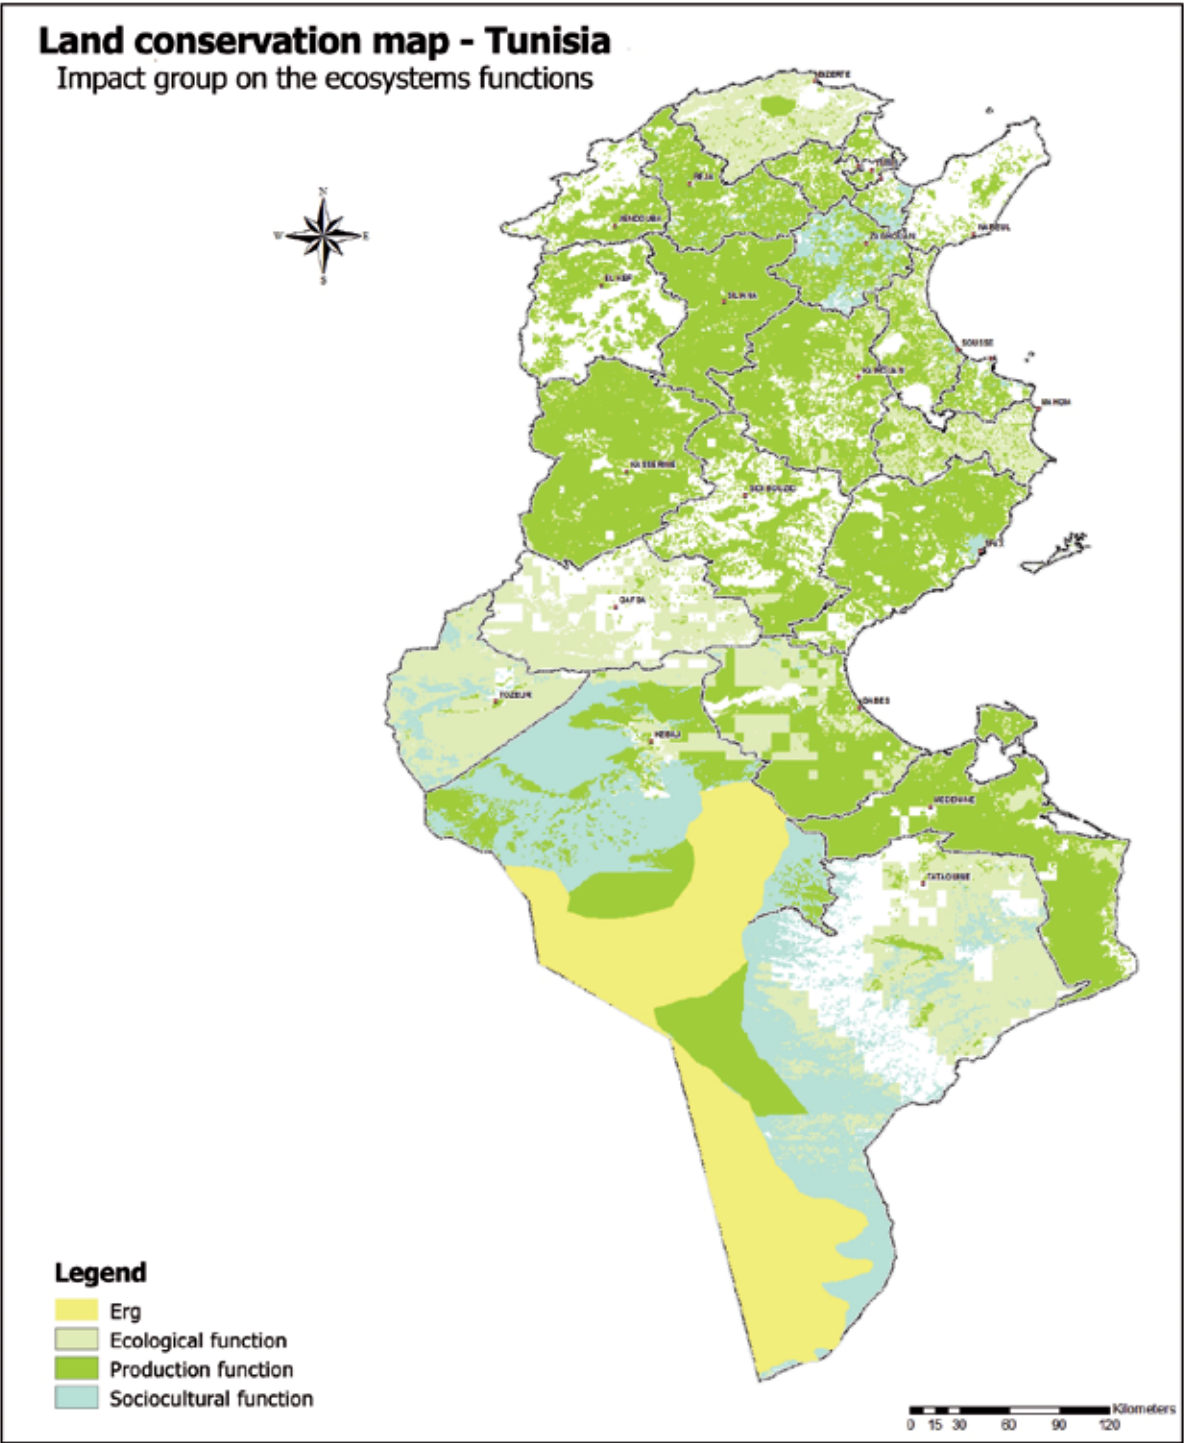 Land conservation map - Tunisia
Impact group on the ecosystems functions
BIZERTE
BEJA
JENDOUBA
NABEUL
ZAGHOUAN
EL KEF
SILIANA
SOUSSE
KAIROUAN
MAHDIA
KASSERINE
GAFSA
TOZEUR
GABES
KEBILI
MEDENINE
TATAOUINE
N
W
E
S
Legend
Erg
Ecological function
Production function
Sociocultural function
Kilometers
0 15 30 60 90 120